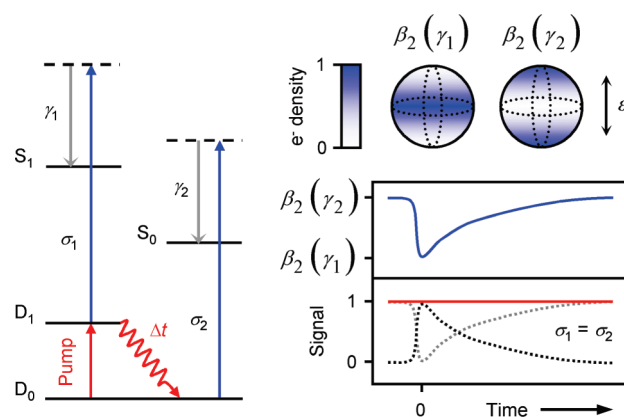 γ₁
S₁
σ₁
D₁
Pump
Δt
D₀
γ₂
S₀
σ₂
β₂(γ₁)
β₂(γ₂)
1
0
e⁻ density
ε
β₂(γ₂)
β₂(γ₁)
Signal
1
0
σ₁ = σ₂
0
Time